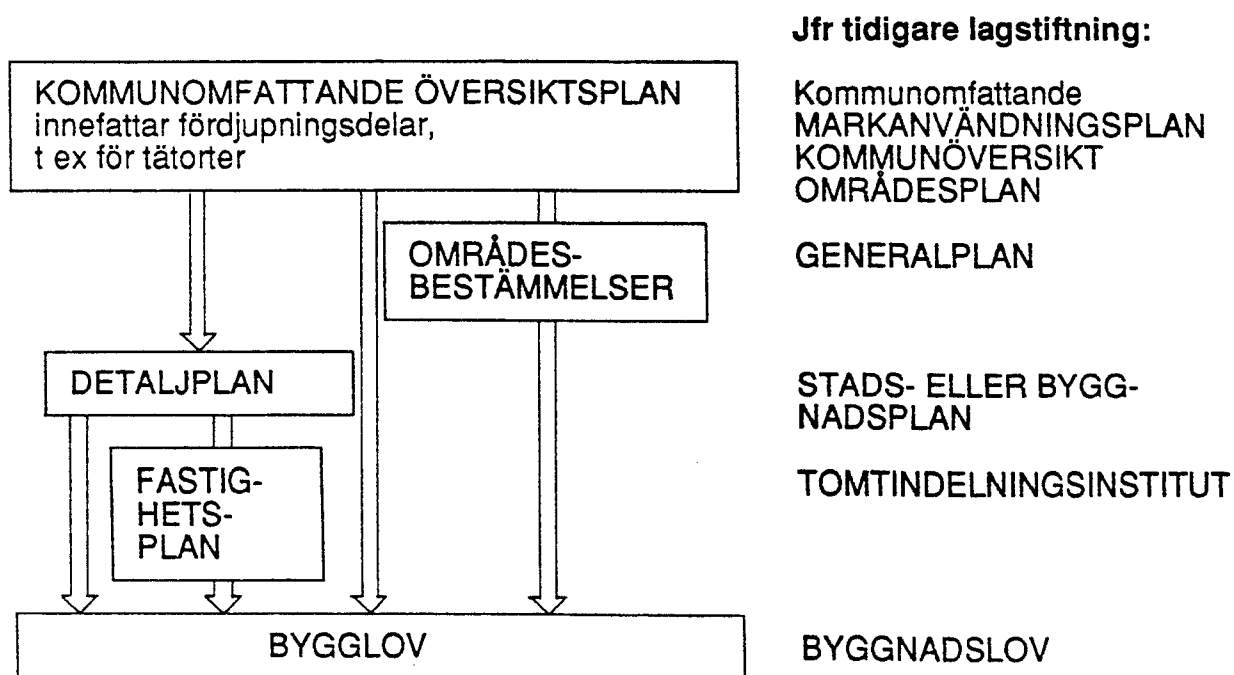 Jfr tidigare lagstiftning:
KOMMUNOMFATTANDE ÖVERSIKTSPLAN
innefattar fördjupningsdelar,
t ex för tätorter
Kommunomfattande
MARKANVÄNDNINGSPLAN
KOMMUNÖVERSIKT
OMRÅDESPLAN
OMRÅDES-
BESTÄMMELSER
GENERALPLAN
DETALJPLAN
STADS- ELLER BYGG-
NADSPLAN
FASTIG-
HETS-
PLAN
TOMTINDELNINGSINSTITUT
BYGGLOV
BYGGNADSLOV